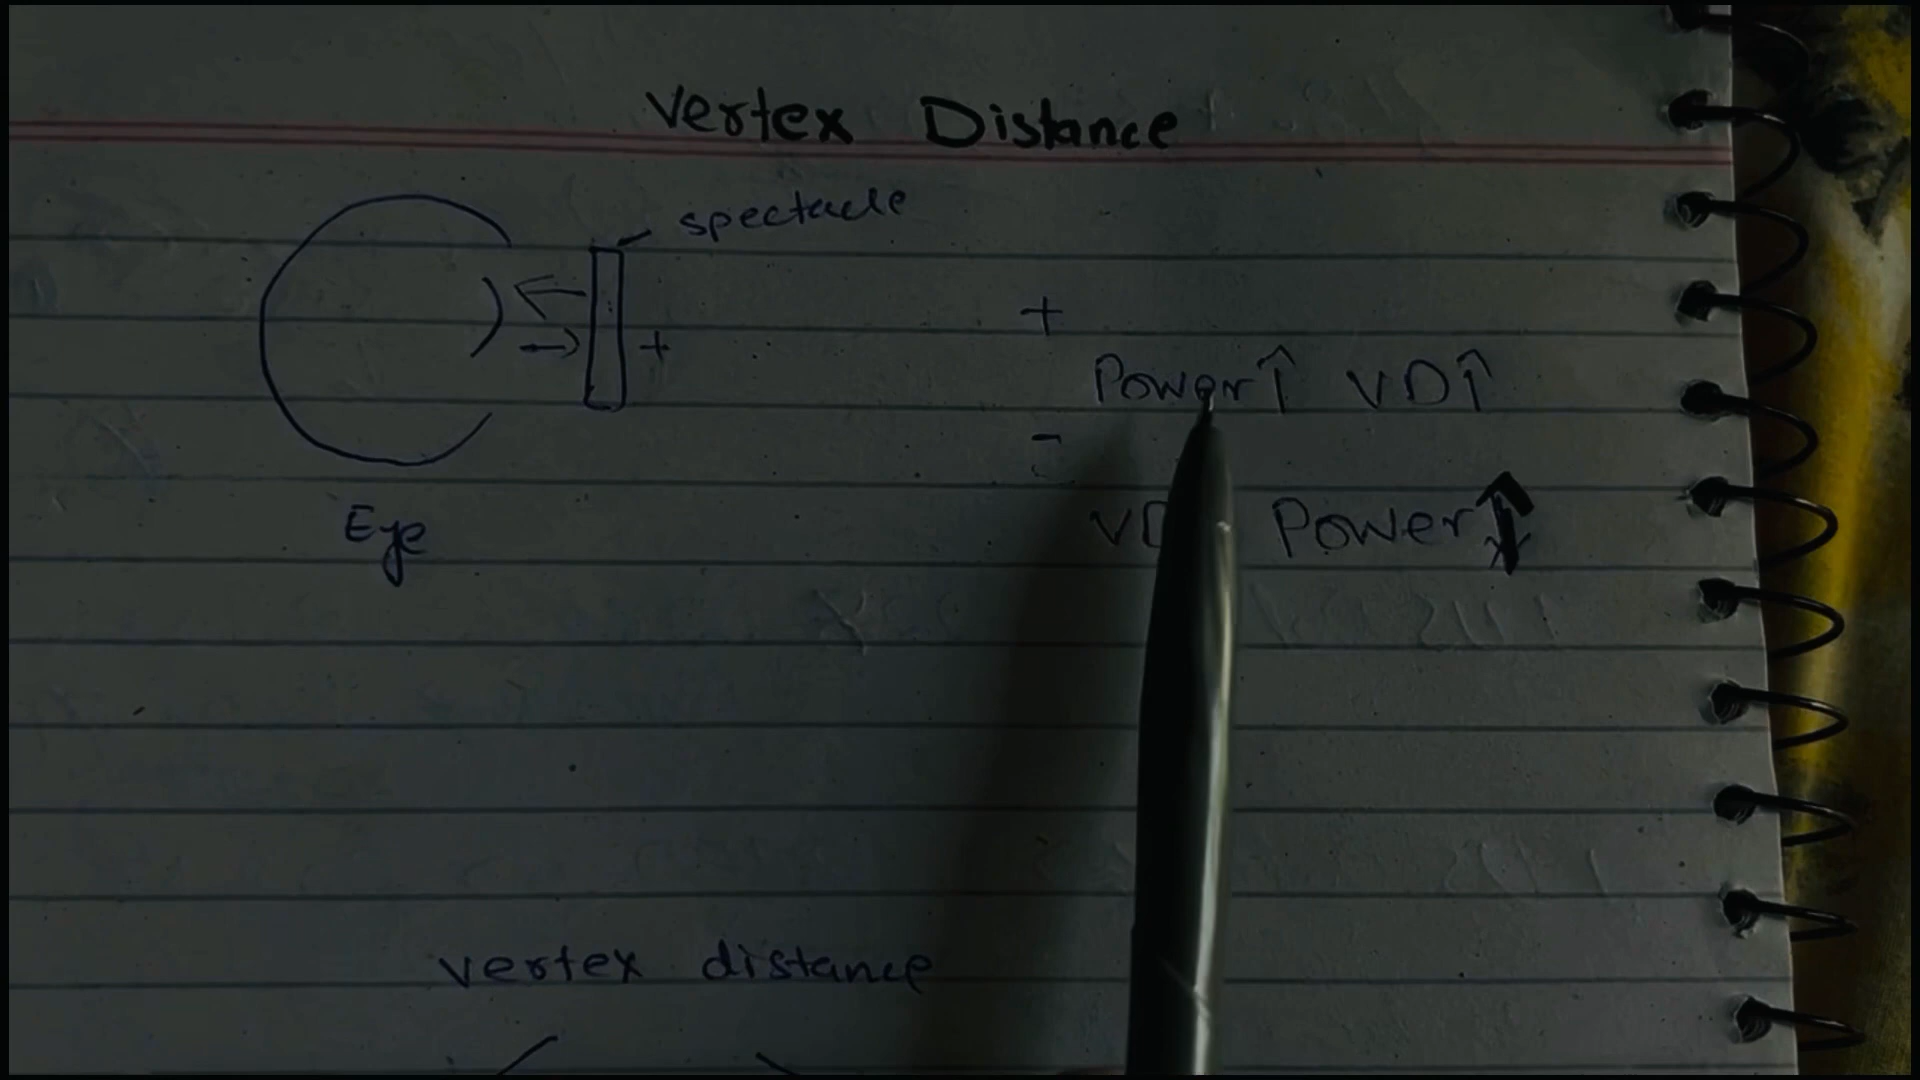 Vertex Distance
spectacle
+
+
Power↑ VD↑
-
Power↑
Eye
vertex distance